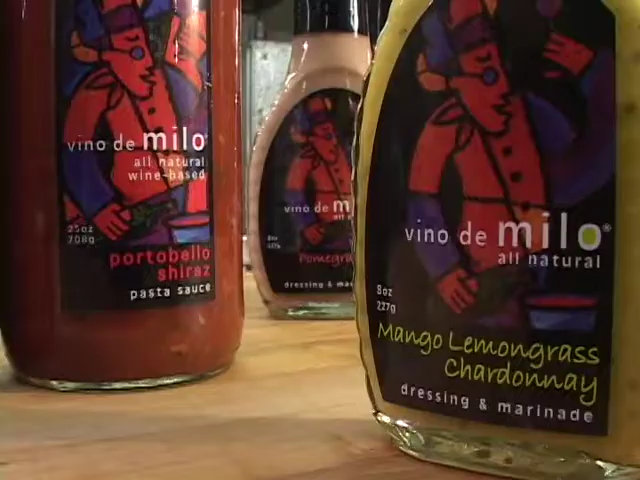 vino de milo
all natural
wine-based
25oz
708g
portobello
shiraz
pasta sauce
vino de
8oz
dressing &
vino de milo®
all natural
8oz
227g
Mango Lemongrass
Chardonnay
dressing & marinade